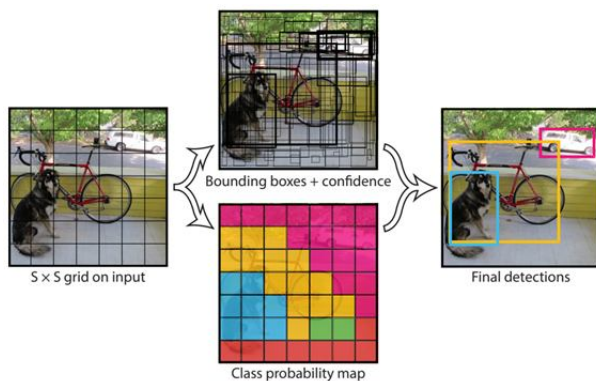 Bounding boxes + confidence
S × S grid on input
Final detections
Class probability map